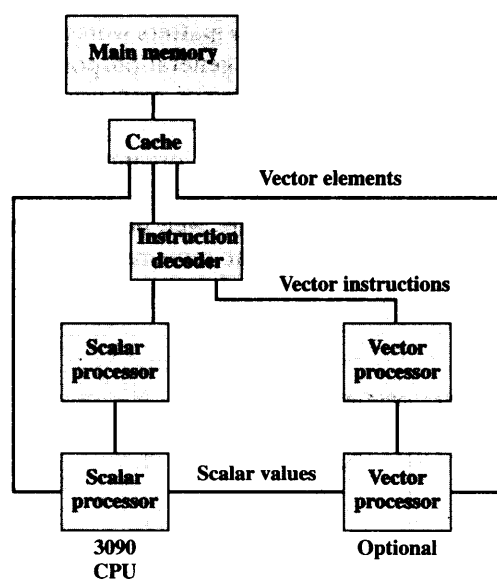 Main memory
Cache
Vector elements
Instruction
decoder
Vector instructions
Scalar
processor
Vector
processor
Scalar
processor
Scalar values
Vector
processor
3090
CPU
Optional